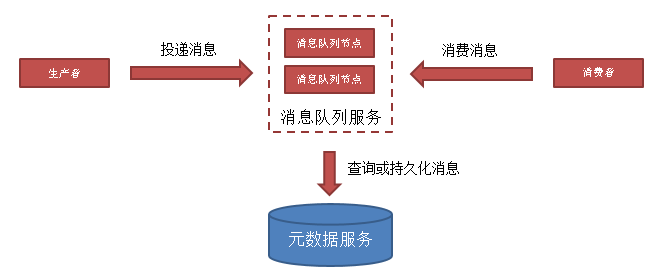 投递消息
消息队列节点
消费消息
生产者
消息队列节点
消费者
消息队列服务
查询或持久化消息
元数据服务